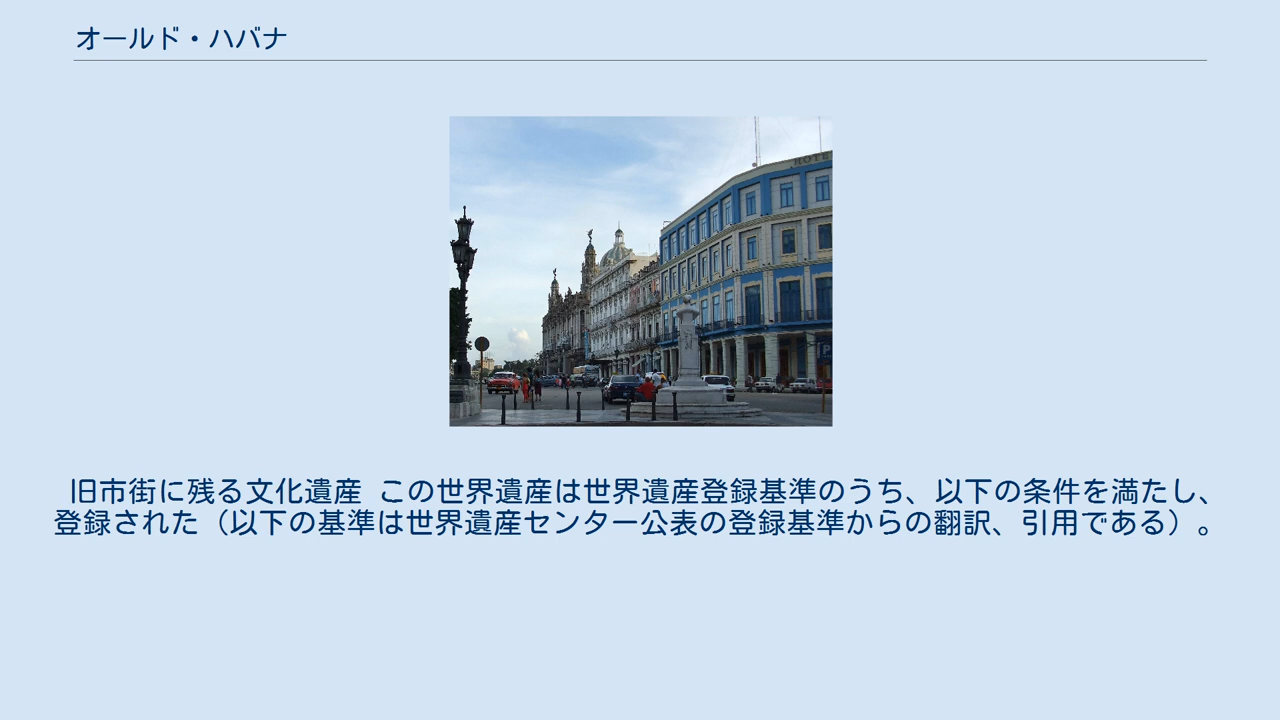 オールド・ハバナ
HOTE
旧市街に残る文化遺産 この世界遺産は世界遺産登録基準のうち、以下の条件を満たし、
登録された（以下の基準は世界遺産センター公表の登録基準からの翻訳、引用である）。